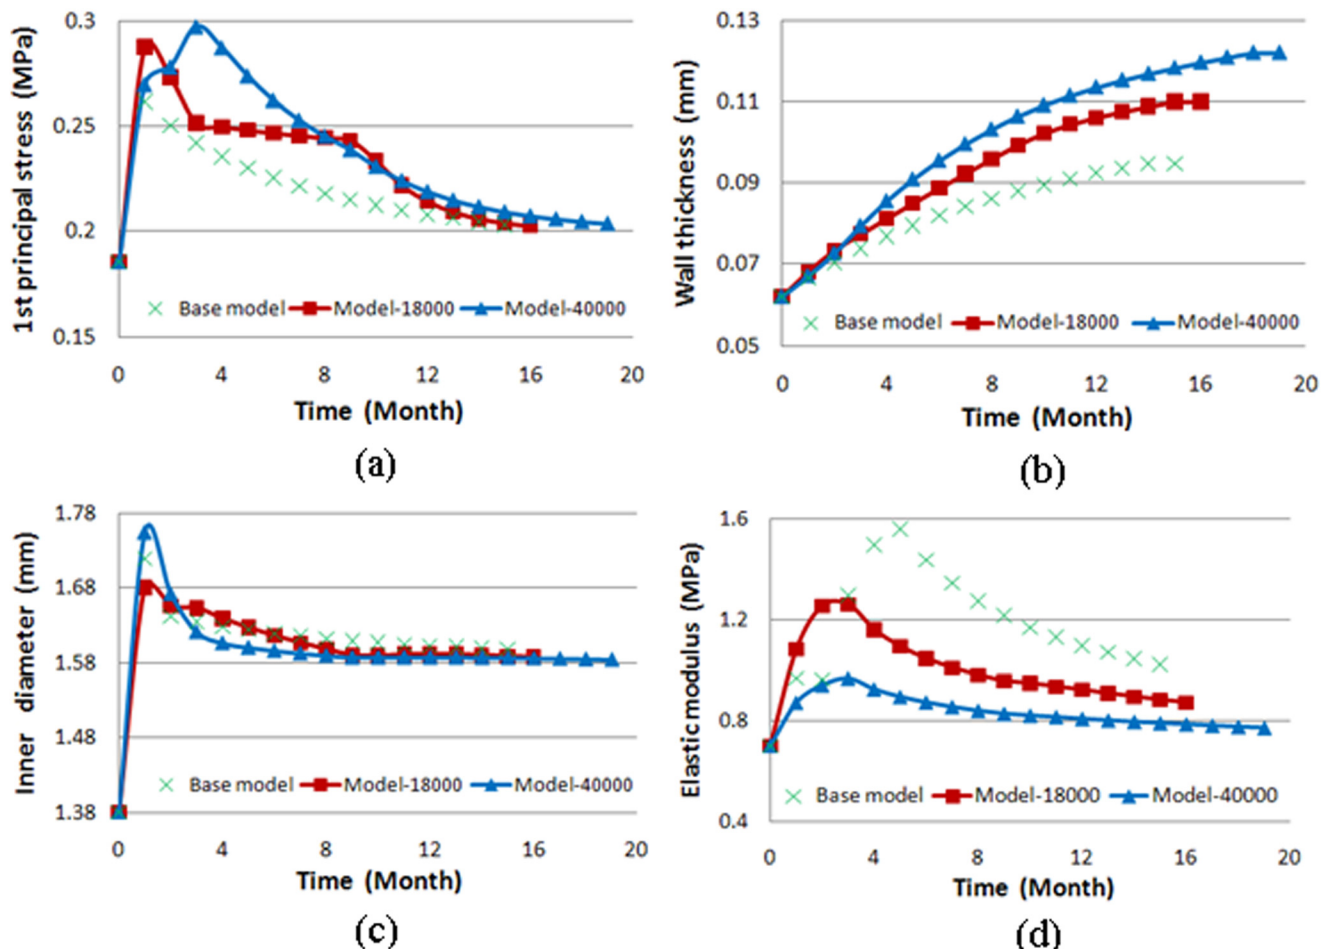 1st principal stress (MPa)
0.3
0.25
0.2
0.15
Base model Model-18000 Model-40000
0 4 8 12 16 20
Time (Month)
(a)
Wall thickness (mm)
0.13
0.11
0.09
0.07
0.05
Base model Model-18000 Model-40000
0 4 8 12 16 20
Time (Month)
(b)
Inner diameter (mm)
1.78
1.68
1.58
1.48
1.38
Base model Model-18000 Model-40000
0 4 8 12 16 20
Time (Month)
(c)
Elastic modulus (MPa)
1.6
1.2
0.8
0.4
Base model Model-18000 Model-40000
0 4 8 12 16 20
Time (Month)
(d)